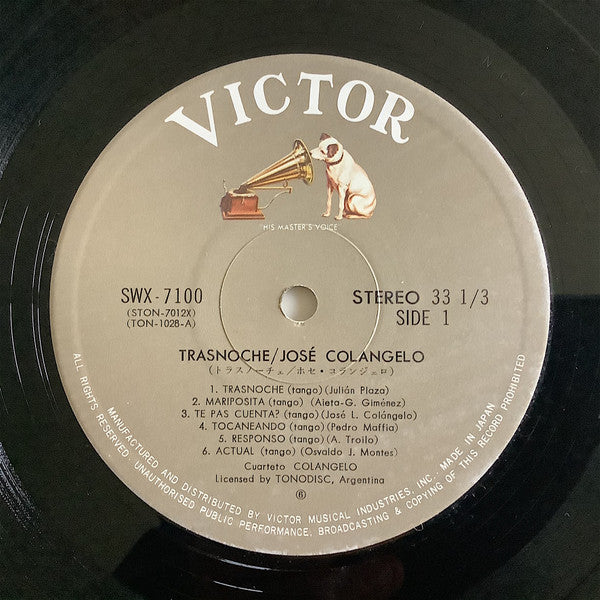 VICTOR
"HIS MASTER'S VOICE"
SWX-7100
(STON-7012X)
(TON-1028-A)
STEREO 33 1/3
SIDE 1
TRASNOCHE/JOSÉ COLANGELO
(トラスノーチェ/ホセ・コランジェロ)
1. TRASNOCHE (tango) (Julián Plaza)
2. MARIPOSITA (tango) (Aieta-G. Giménez)
3. TE PAS CUENTA? (tango) (José L. Colángelo)
4. TOCANEANDO (tango) (Pedro Maffia)
5. RESPONSO (tango) (A. Troilo)
6. ACTUAL (tango) (Osvaldo J. Montes)
Cuarteto COLANGELO
Licensed by TONODISC, Argentina
⑥
ALL RIGHTS RESERVED. UNAUTHORISED PUBLIC PERFORMANCE, BROADCASTING & COPYING OF THIS RECORD PROHIBITED
MANUFACTURED AND DISTRIBUTED BY VICTOR MUSICAL INDUSTRIES, INC. MADE IN JAPAN